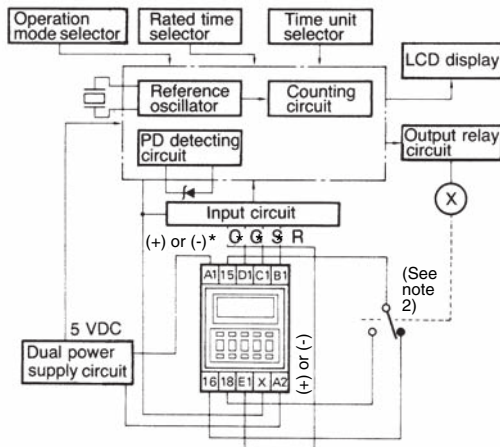 Operation
mode selector
Rated time
selector
Time unit
selector
LCD display
Reference
oscillator
Counting
circuit
PD detecting
circuit
Output relay
circuit
X
Input circuit
(+) or (-)* G* G* S* R
A1 15 D1 C1 B1
(See
note
2)
5 VDC
Dual power
supply circuit
(+) or (-)
16 18 E1 X A2